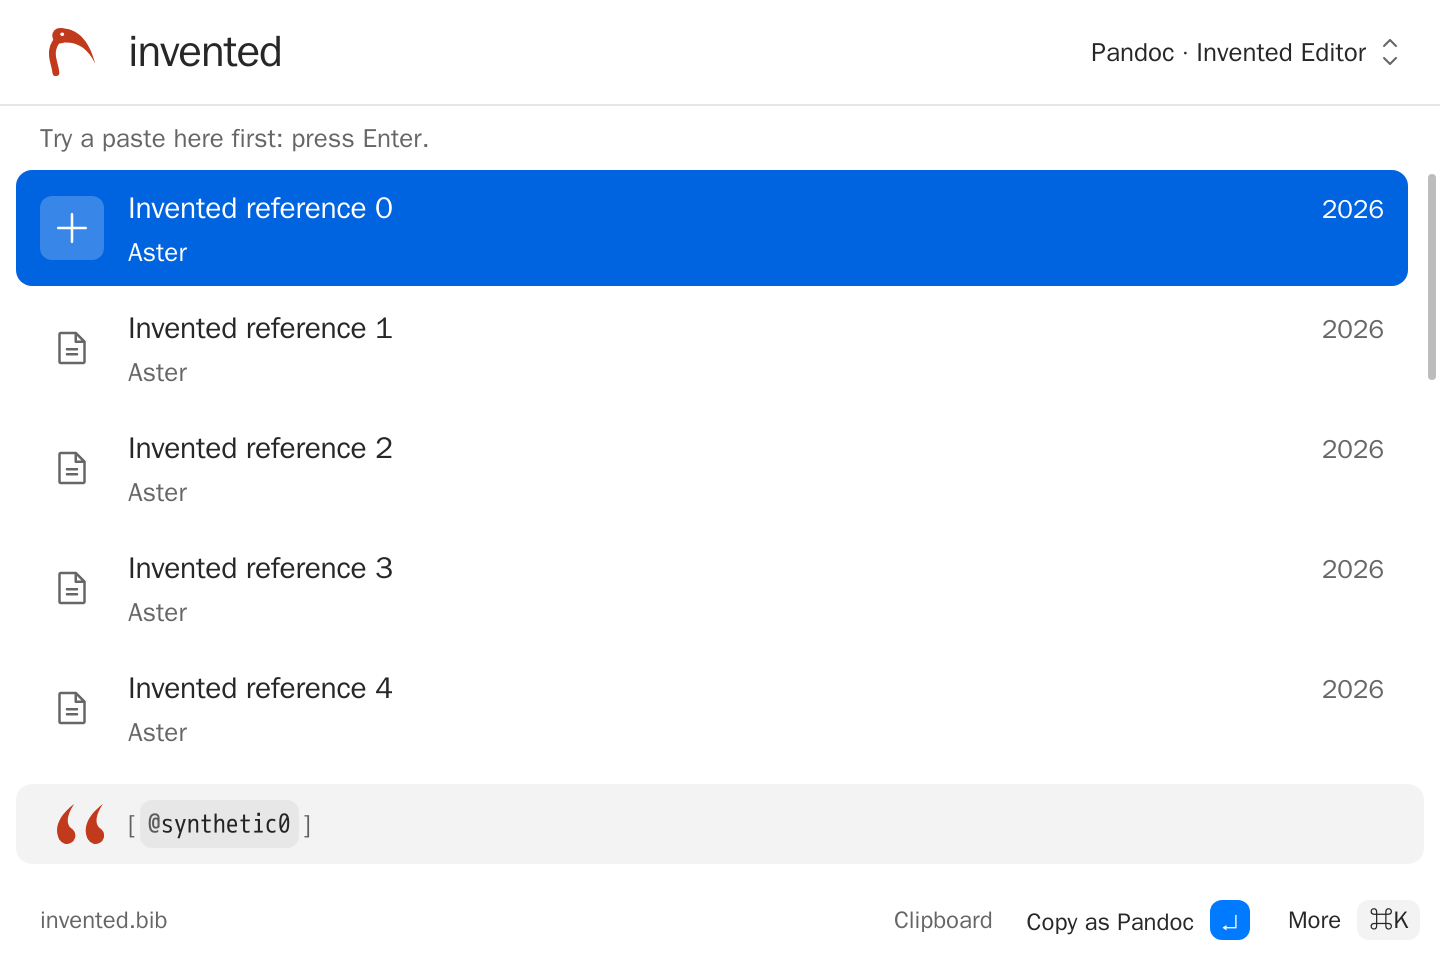 invented
Pandoc · Invented Editor
Try a paste here first: press Enter.
Invented reference 0
2026
Aster
Invented reference 1
2026
Aster
Invented reference 2
2026
Aster
Invented reference 3
2026
Aster
Invented reference 4
2026
Aster
[@synthetic0]
invented.bib
Clipboard
Copy as Pandoc
More
⌘K